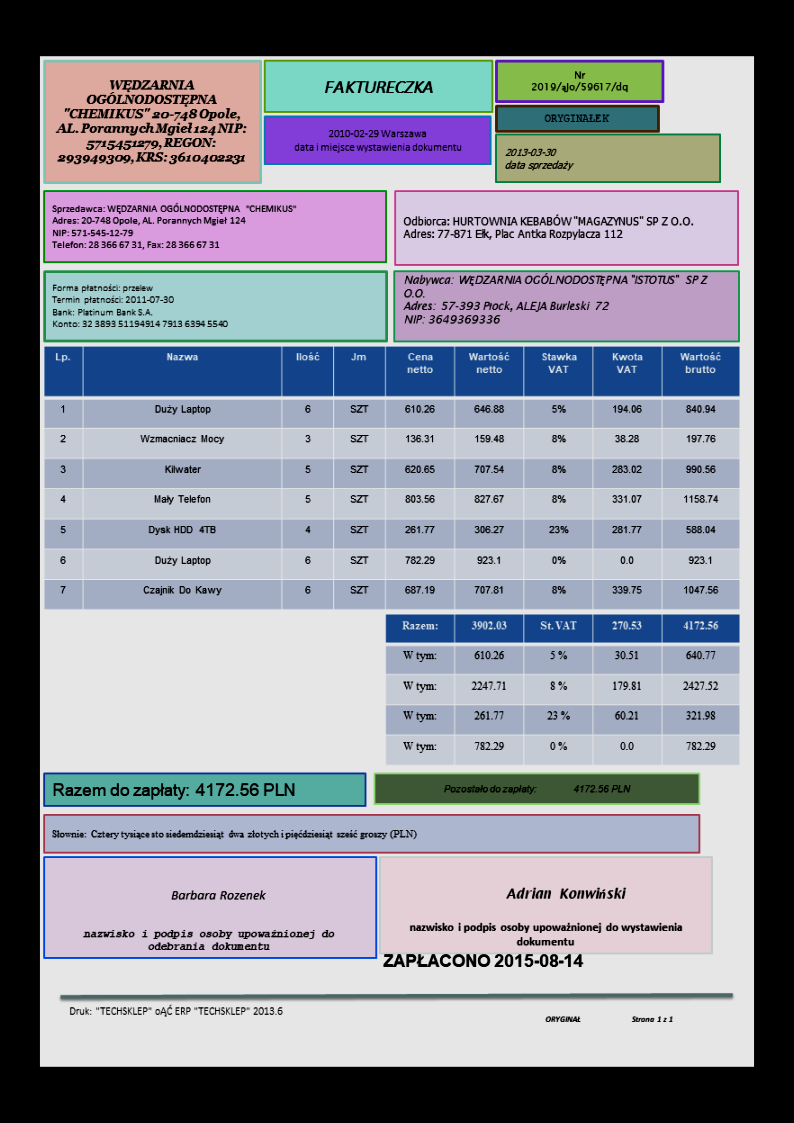 WĘDZARNIA
OGÓLNODOSTĘPNA
"CHEMIKUS" 20-748 Opole,
AL. Porannych Mgieł 124 NIP:
5715451279, REGON:
293949309, KRS: 3610402231
FAKTURECZKA
2010-02-29 Warszawa
data i miejsce wystawienia dokumentu
Nr
2019/ąlo/59617/dq
ORYGINAŁEK
2013-03-30
data sprzedaży
Sprzedawca: WĘDZARNIA OGÓLNODOSTĘPNA "CHEMIKUS"
Adres: 20-748 Opole, AL. Porannych Mgieł 124
NIP: 571-545-12-79
Telefon: 28 366 67 31, Fax: 28 366 67 31
Odbiorca: HURTOWNIA KEBABÓW "MAGAZYNUS" SP Z O.O.
Adres: 77-871 Ełk, Plac Antka Rozpylacza 112
Forma płatności: przelew
Termin płatności: 2011-07-30
Bank: Platinum Bank S.A.
Konto: 32 3893 51194914 7913 6394 5540
Nabywca: WĘDZARNIA OGÓLNODOSTĘPNA "ISTOTUS" SP Z
O.O.
Adres: 57-393 Płock, ALEJA Burleski 72
NIP: 3649369336
Lp. Nazwa Ilość Jm Cena netto Wartość netto Stawka VAT Kwota VAT Wartość brutto
1 Duży Laptop 6 SZT 610.26 646.88 5% 194.06 840.94
2 Wzmacniacz Mocy 3 SZT 136.31 159.48 8% 38.28 197.76
3 Kilwater 5 SZT 620.65 707.54 8% 283.02 990.56
4 Mały Telefon 5 SZT 803.56 827.67 8% 331.07 1158.74
5 Dysk HDD 4TB 4 SZT 261.77 306.27 23% 281.77 588.04
6 Duży Laptop 6 SZT 782.29 923.1 0% 0.0 923.1
7 Czajnik Do Kawy 6 SZT 687.19 707.81 8% 339.75 1047.56
Razem: 3902.03 St.VAT 270.53 4172.56
W tym: 610.26 5 % 30.51 640.77
W tym: 2247.71 8 % 179.81 2427.52
W tym: 261.77 23 % 60.21 321.98
W tym: 782.29 0 % 0.0 782.29
Razem do zapłaty: 4172.56 PLN
Pozostało do zapłaty: 4172.56 PLN
Słownie: Cztery tysiące sto siedemdziesiąt dwa złotych i pięćdziesiąt sześć groszy (PLN)
Barbara Rozenek
nazwisko i podpis osoby upoważnionej do
odebrania dokumentu
Adrian Konwiński
nazwisko i podpis osoby upoważnionej do wystawienia
dokumentu
ZAPŁACONO 2015-08-14
Druk: "TECHSKLEP" oĄĆ ERP "TECHSKLEP" 2013.6
ORYGINAŁ Strona 1 z 1